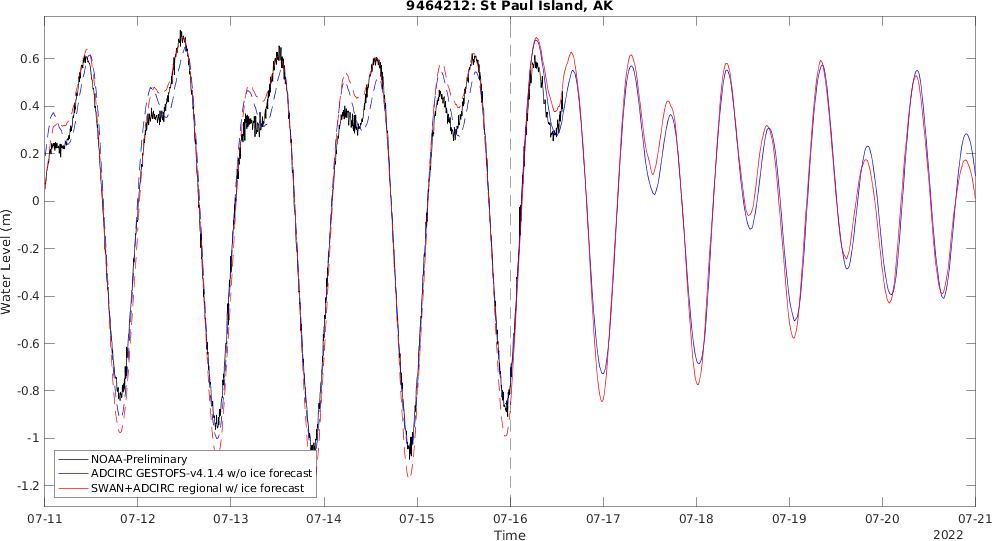 9464212: St Paul Island, AK
0.6
0.4
0.2
0
-0.2
-0.4
-0.6
-0.8
-1
-1.2
Water Level (m)
NOAA-Preliminary
ADCIRC GESTOFS-v4.1.4 w/o ice forecast
SWAN+ADCIRC regional w/ ice forecast
07-11 07-12 07-13 07-14 07-15 07-16 07-17 07-18 07-19 07-20 07-21
Time
2022